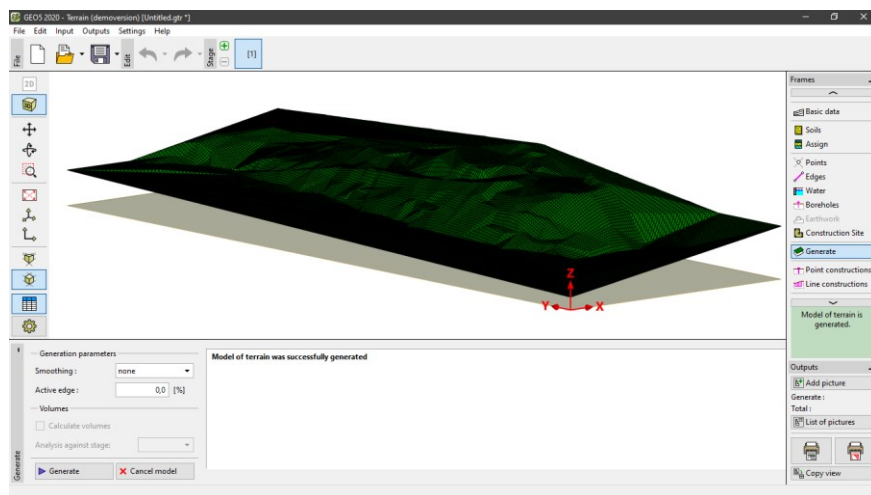 GEO5 2020 - Terrain (demoversion) [Untitled.gtr *]
File Edit Input Outputs Settings Help
File
Edit
Stage
[1]
2D
Z
Y
X
Frames
Basic data
Soils
Assign
Points
Edges
Water
Boreholes
Earthwork
Construction Site
Generate
Point constructions
Line constructions
Model of terrain is
generated.
Generate
Generation parameters
Smoothing :
none
Active edge :
0,0 [%]
Volumes
Calculate volumes
Analysis against stage:
Generate
Cancel model
Model of terrain was successfully generated
Outputs
Add picture
Generate :
Total :
List of pictures
Copy view